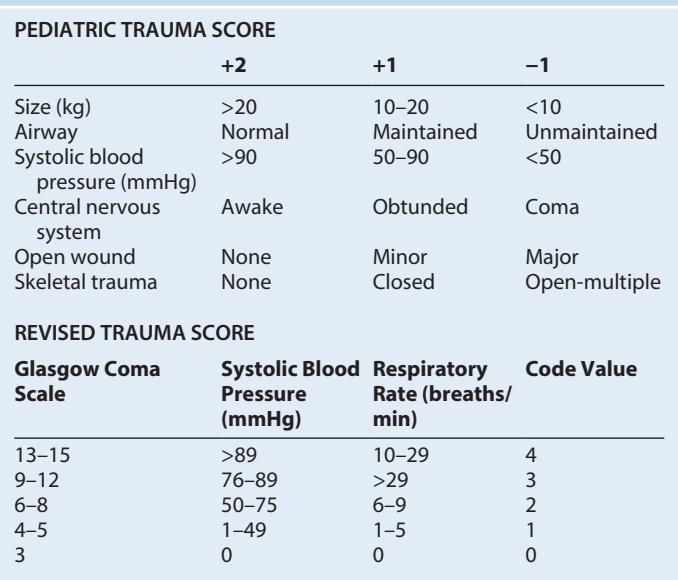 PEDIATRIC TRAUMA SCORE
+2 +1 −1
Size (kg) >20 10–20 <10
Airway Normal Maintained Unmaintained
Systolic blood >90 50–90 <50
pressure (mmHg)
Central nervous Awake Obtunded Coma
system
Open wound None Minor Major
Skeletal trauma None Closed Open-multiple
REVISED TRAUMA SCORE
Glasgow Coma Systolic Blood Respiratory Code Value
Scale Pressure Rate (breaths/
(mmHg) min)
13–15 >89 10–29 4
9–12 76–89 >29 3
6–8 50–75 6–9 2
4–5 1–49 1–5 1
3 0 0 0